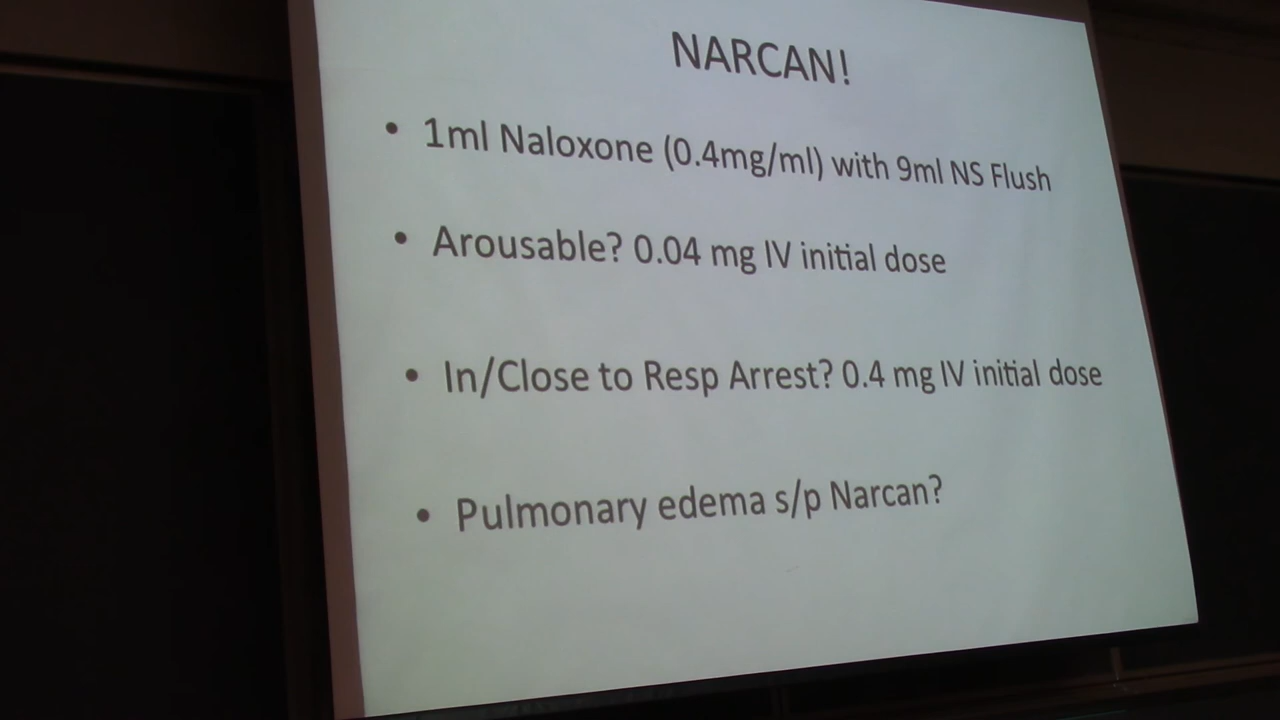 NARCAN!
• 1ml Naloxone (0.4mg/ml) with 9ml NS Flush
• Arousable? 0.04 mg IV initial dose
• In/Close to Resp Arrest? 0.4 mg IV initial dose
• Pulmonary edema s/p Narcan?